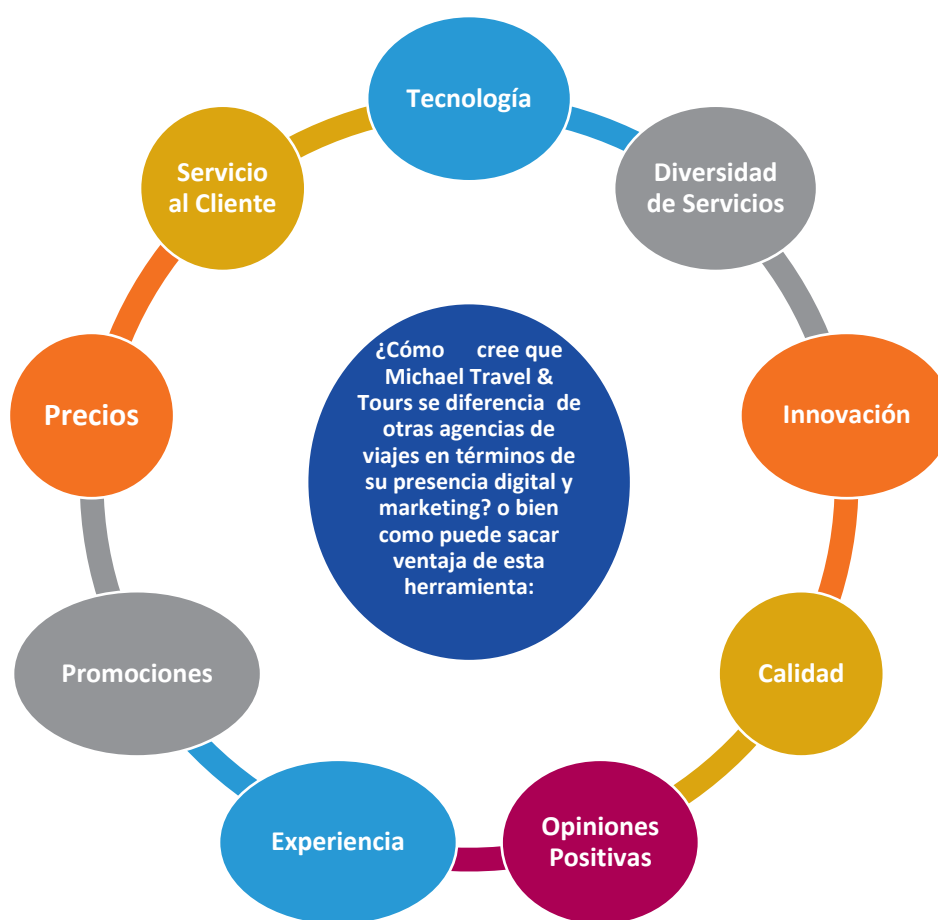 Tecnología
Diversidad
de Servicios
Innovación
Calidad
Opiniones
Positivas
Experiencia
Promociones
Precios
Servicio
al Cliente
¿Cómo cree que
Michael Travel &
Tours se diferencia de
otras agencias de
viajes en términos de
su presencia digital y
marketing? o bien
como puede sacar
ventaja de esta
herramienta: